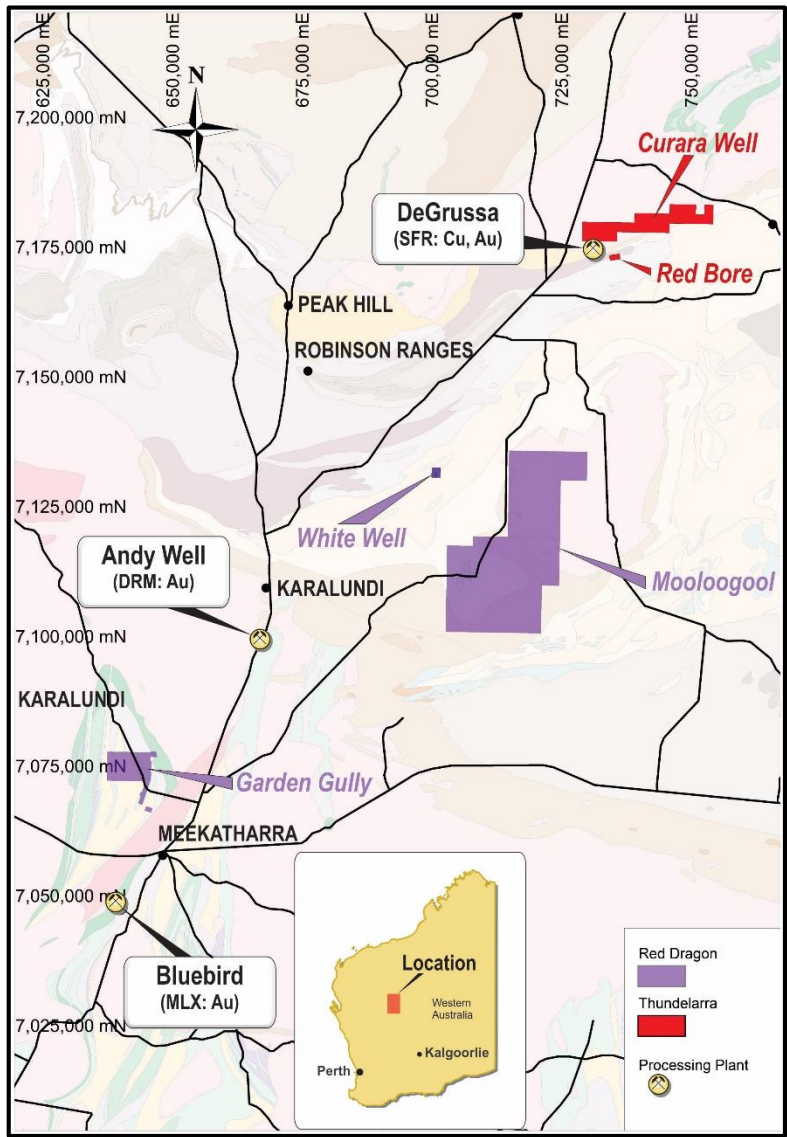 625,000 mE
650,000 mE
675,000 mE
700,000 mE
725,000 mE
750,000 mE
N
7,200,000 mN
Curara Well
DeGrussa
(SFR: Cu, Au)
7,175,000 mN
Red Bore
PEAK HILL
ROBINSON RANGES
7,150,000 mN
7,125,000 mN
White Well
Andy Well
(DRM: Au)
Mooloogool
KARALUNDI
7,100,000 mN
KARALUNDI
7,075,000 mN
Garden Gully
MEEKATHARRA
7,050,000 mN
Bluebird
(MLX: Au)
7,025,000 mN
Location
Western
Australia
Kalgoorlie
Perth
Red Dragon
Thundelarra
Processing Plant